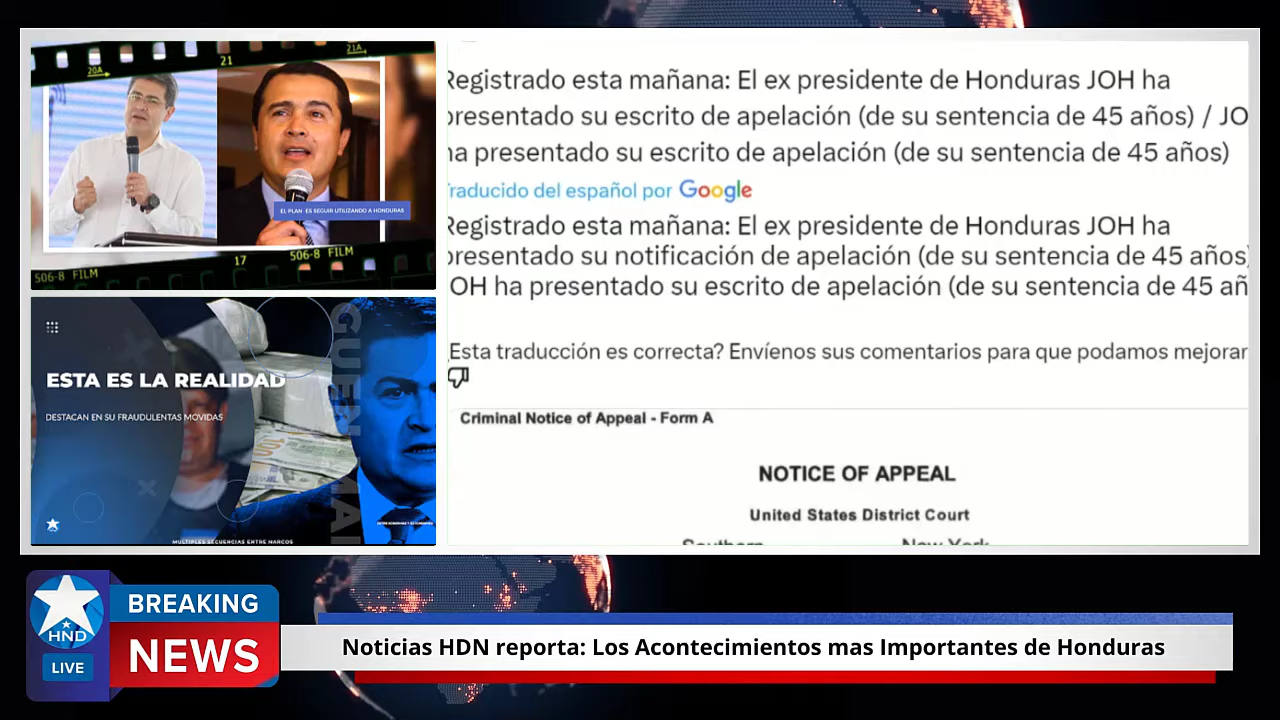 20A
21
21A
EL PLAN ES SEGUIR UTILIZANDO A HONDURAS
506-8 FILM
17
506-8 FILM
ESTA ES LA REALIDAD
DESTACAN EN SU FRAUDULENTAS MOVIDAS
MULTIPLES SECUENCIAS ENTRE NARCOS
Registrado esta mañana: El ex presidente de Honduras JOH ha
presentado su escrito de apelación (de su sentencia de 45 años) / JO
ha presentado su escrito de apelación (de su sentencia de 45 años)
Traducido del español por Google
Registrado esta mañana: El ex presidente de Honduras JOH ha
presentado su notificación de apelación (de su sentencia de 45 años)
OH ha presentado su escrito de apelación (de su sentencia de 45 añ
¿Esta traducción es correcta? Envíenos sus comentarios para que podamos mejorar
Criminal Notice of Appeal - Form A
NOTICE OF APPEAL
United States District Court
Southern New York
HND
LIVE
BREAKING
NEWS
Noticias HDN reporta: Los Acontecimientos mas Importantes de Honduras